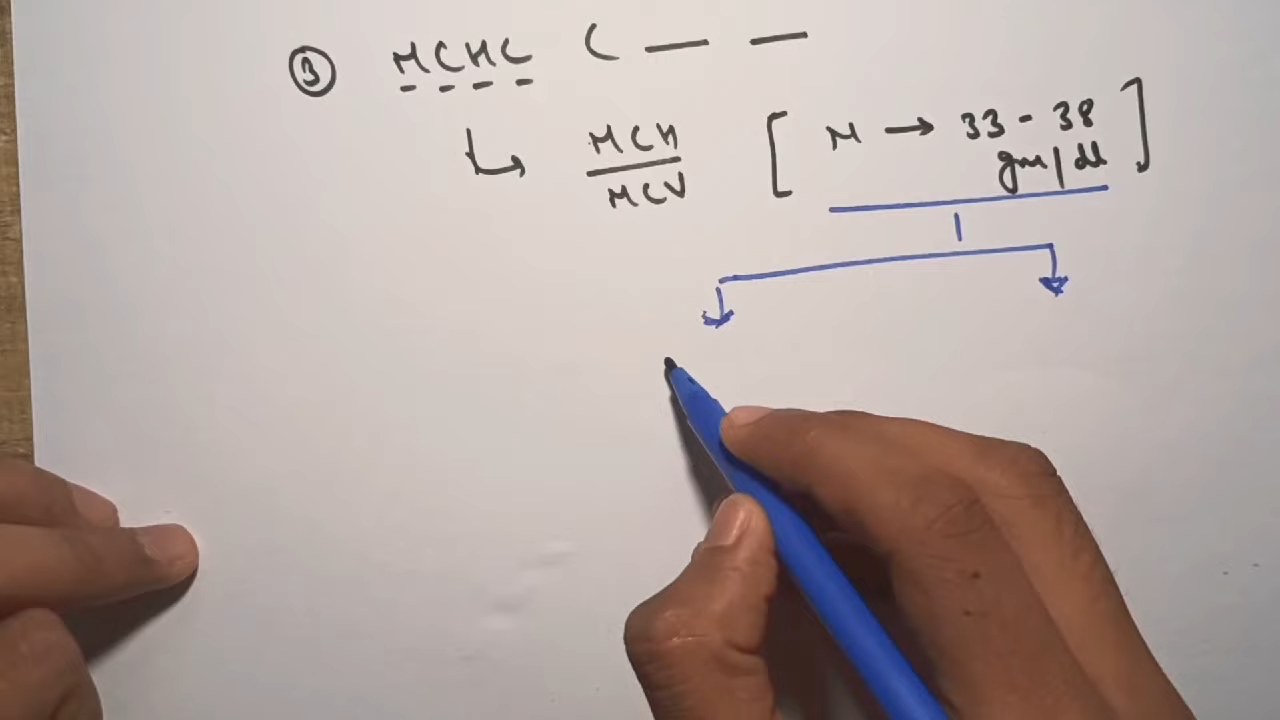 ③ MCHC ( — —
↳ MCH / MCV [ N → 33 - 38 gm/dl ]